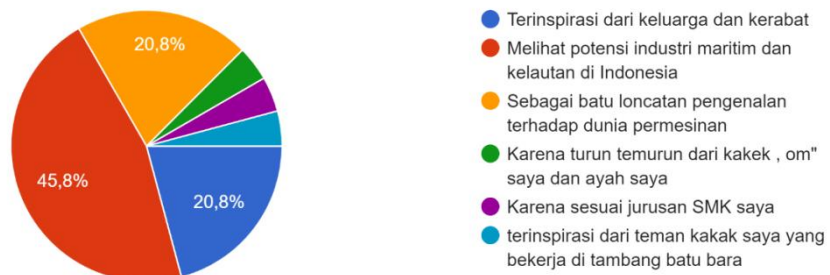 20,8%
45,8%
20,8%
Terinspirasi dari keluarga dan kerabat
Melihat potensi industri maritim dan
kelautan di Indonesia
Sebagai batu loncatan pengenalan
terhadap dunia permesinan
Karena turun temurun dari kakek , om"
saya dan ayah saya
Karena sesuai jurusan SMK saya
terinspirasi dari teman kakak saya yang
bekerja di tambang batu bara